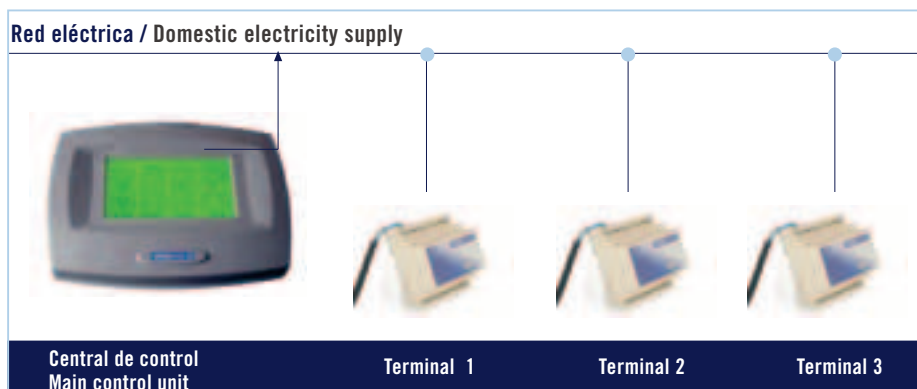 Red eléctrica / Domestic electricity supply
Central de control
Main control unit
Terminal 1
Terminal 2
Terminal 3